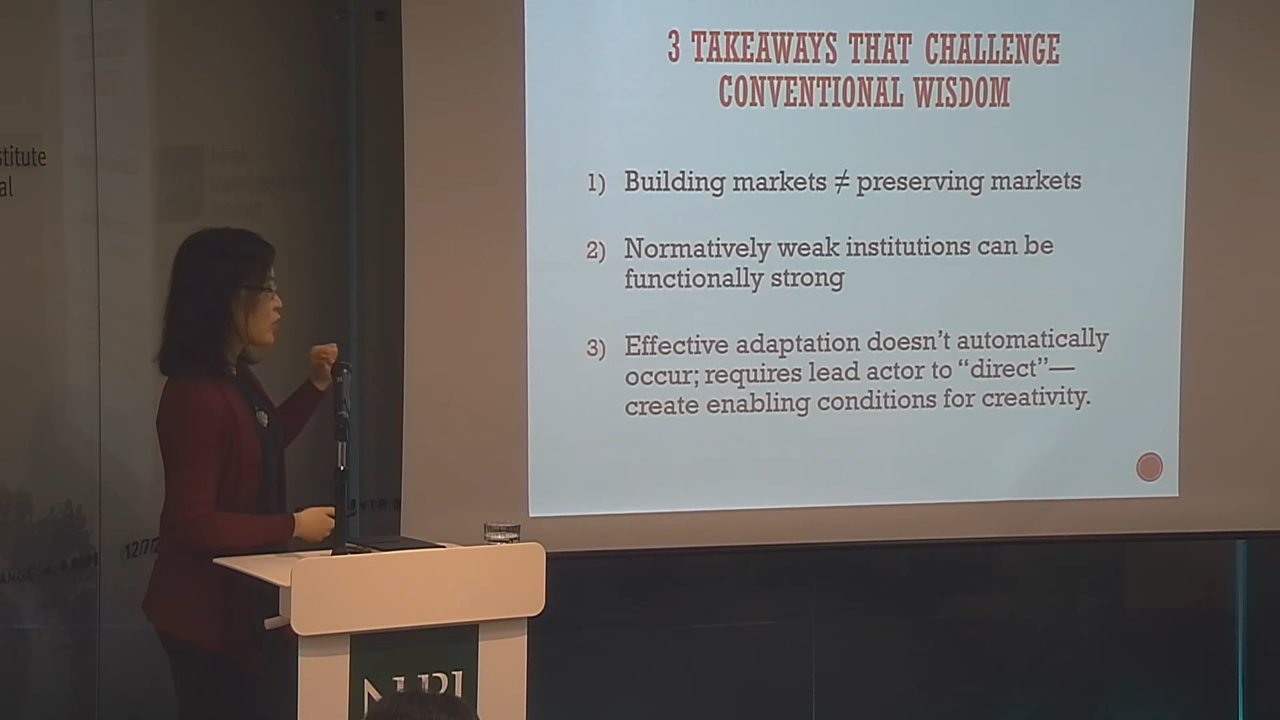 3 TAKEAWAYS THAT CHALLENGE
CONVENTIONAL WISDOM
1) Building markets ≠ preserving markets
2) Normatively weak institutions can be
functionally strong
3) Effective adaptation doesn't automatically
occur; requires lead actor to “direct”—
create enabling conditions for creativity.
stitute
al